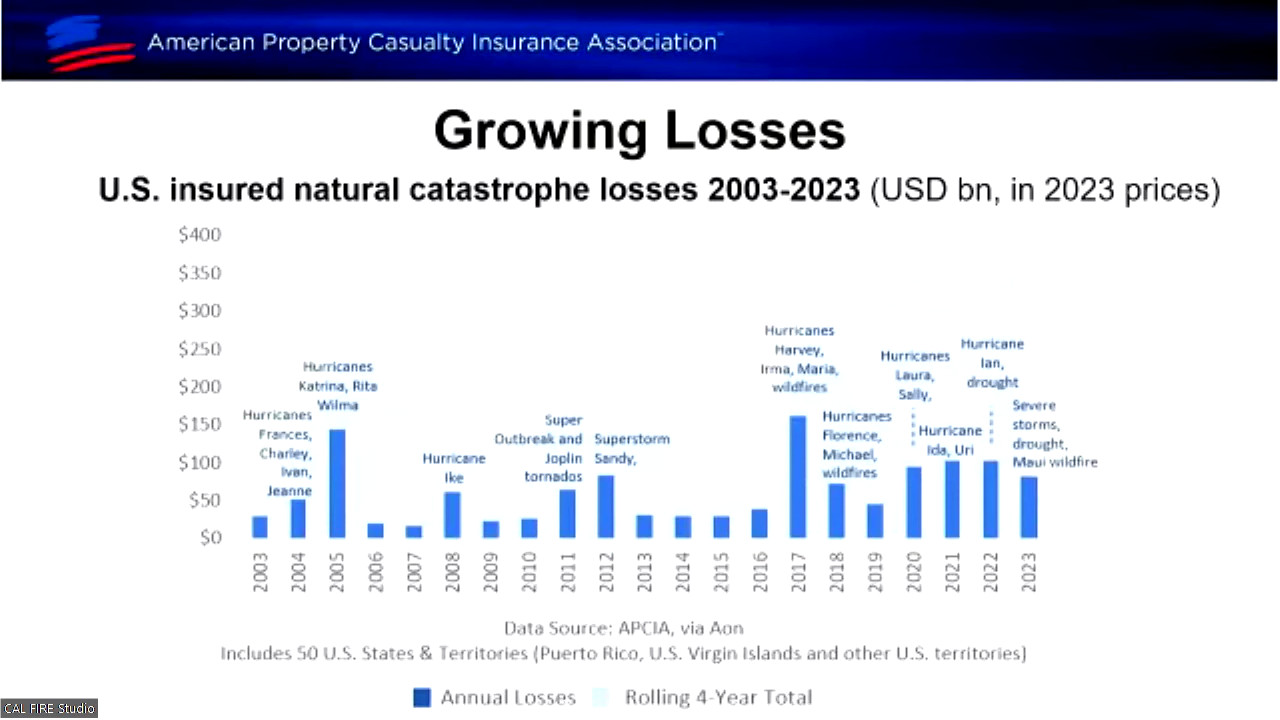 American Property Casualty Insurance Association
Growing Losses
U.S. insured natural catastrophe losses 2003-2023 (USD bn, in 2023 prices)
$400
$350
$300
$250
$200
$150
$100
$50
$0
Hurricanes
Frances,
Charley,
Ivan,
Jeanne
Hurricanes
Katrina, Rita
Wilma
Hurricane
Ike
Super
Outbreak and
Joplin
tornados
Superstorm
Sandy,
Hurricanes
Harvey,
Irma, Maria,
wildfires
Hurricanes
Florence,
Michael,
wildfires
Hurricanes
Laura,
Sally,
Hurricane
Ida, Uri
Hurricane
Ian,
drought
Severe
storms,
drought,
Maui wildfire
2003
2004
2005
2006
2007
2008
2009
2010
2011
2012
2013
2014
2015
2016
2017
2018
2019
2020
2021
2022
2023
Data Source: APCIA, via Aon
Includes 50 U.S. States & Territories (Puerto Rico, U.S. Virgin Islands and other U.S. territories)
Annual Losses
Rolling 4-Year Total
CAL FIRE Studio